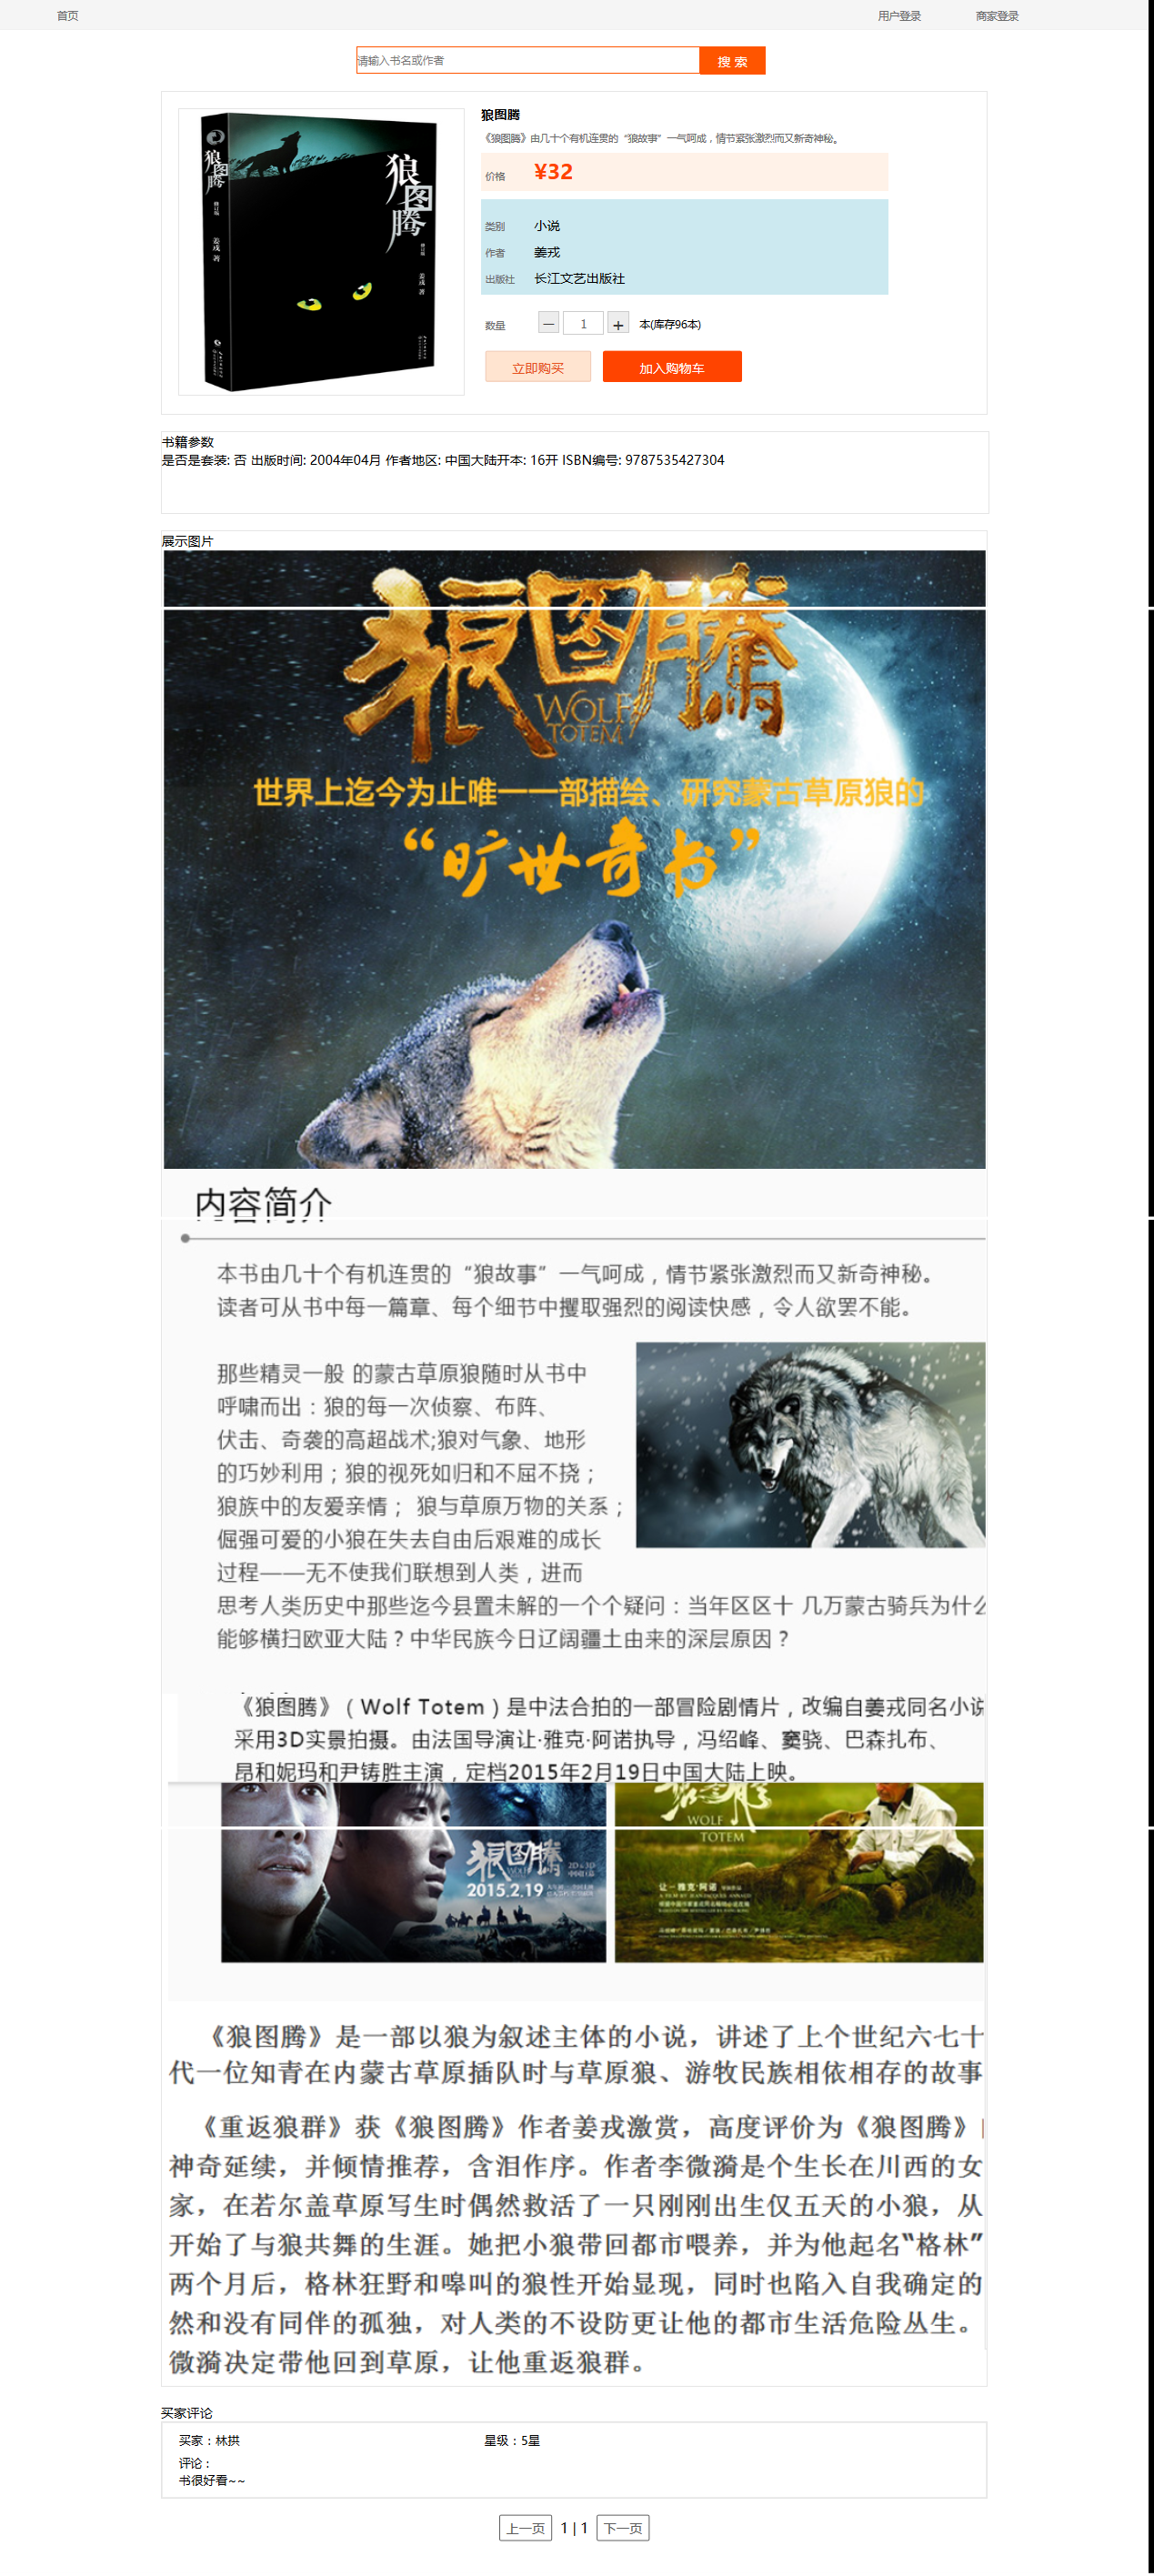 首页
用户登录
商家登录
请输入书名或作者
搜 索
狼图腾
修订版
姜戎 著
狼图腾
修订版
姜戎 著
狼图腾
《狼图腾》由几十个有机连贯的“狼故事”一气呵成，情节紧张激烈而又新奇神秘。
价格 ¥32
类别 小说
作者 姜戎
出版社 长江文艺出版社
数量 — 1 + 本(库存96本)
立即购买 加入购物车
书籍参数
是否是套装: 否 出版时间: 2004年04月 作者地区: 中国大陆开本: 16开 ISBN编号: 9787535427304
展示图片
狼图腾
WOLF
TOTEM
世界上迄今为止唯一一部描绘、研究蒙古草原狼的
“旷世奇书”
内容简介
本书由几十个有机连贯的“狼故事”一气呵成，情节紧张激烈而又新奇神秘。
读者可从书中每一篇章、每个细节中攫取强烈的阅读快感，令人欲罢不能。
那些精灵一般 的蒙古草原狼随时从书中
呼啸而出：狼的每一次侦察、布阵、
伏击、奇袭的高超战术;狼对气象、地形
的巧妙利用；狼的视死如归和不屈不挠；
狼族中的友爱亲情； 狼与草原万物的关系；
倔强可爱的小狼在失去自由后艰难的成长
过程——无不使我们联想到人类，进而
思考人类历史中那些迄今县置未解的一个个疑问：当年区区十 几万蒙古骑兵为什么
能够横扫欧亚大陆？中华民族今日辽阔疆土由来的深层原因？
《狼图腾》（Wolf Totem）是中法合拍的一部冒险剧情片，改编自姜戎同名小说
采用3D实景拍摄。由法国导演让·雅克·阿诺执导，冯绍峰、窦骁、巴森扎布、
昂和妮玛和尹铸胜主演，定档2015年2月19日中国大陆上映。
狼图腾
2015.2.19
WOLF
TOTEM
让－雅克·阿诺
《狼图腾》是一部以狼为叙述主体的小说，讲述了上个世纪六七十
代一位知青在内蒙古草原插队时与草原狼、游牧民族相依相存的故事
《重返狼群》获《狼图腾》作者姜戎激赏，高度评价为《狼图腾》
神奇延续，并倾情推荐，含泪作序。作者李微漪是个生长在川西的女
家，在若尔盖草原写生时偶然救活了一只刚刚出生仅五天的小狼，从
开始了与狼共舞的生涯。她把小狼带回都市喂养，并为他起名“格林”
两个月后，格林狂野和嗥叫的狼性开始显现，同时也陷入自我确定的
然和没有同伴的孤独，对人类的不设防更让他的都市生活危险丛生。
微漪决定带他回到草原，让他重返狼群。
买家评论
买家：林拱 星级：5星
评论：
书很好看~~
上一页 1 | 1 下一页